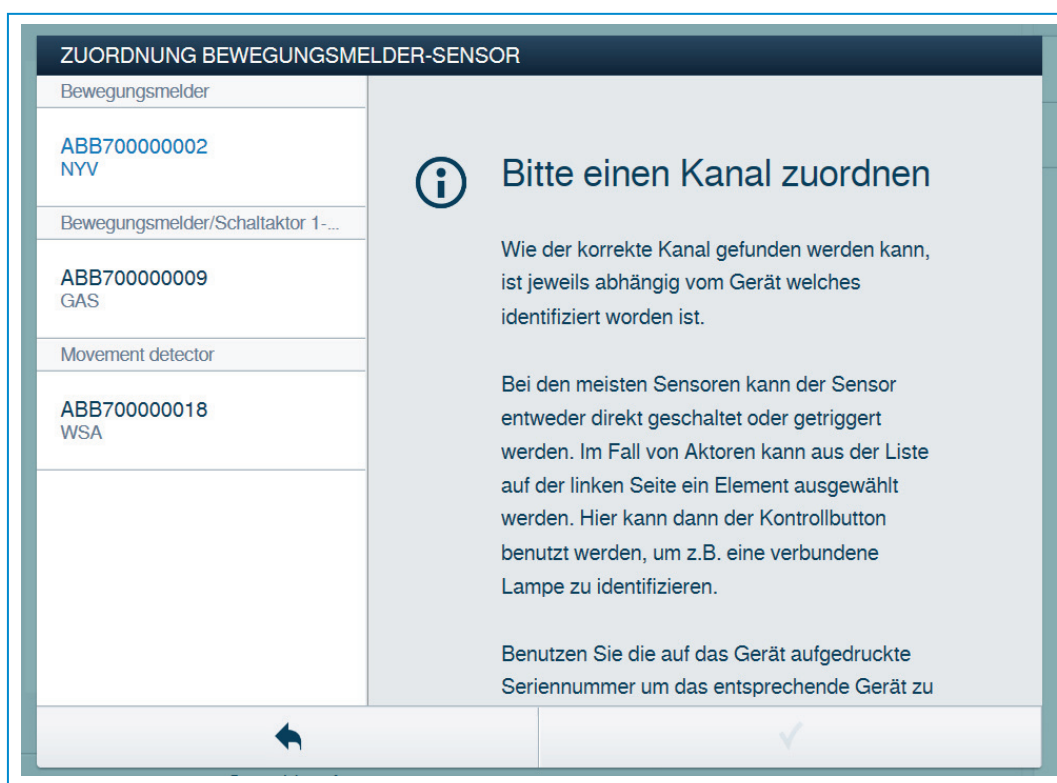 ZUORDNUNG BEWEGUNGSMELDER-SENSOR
Bewegungsmelder
ABB700000002
NYV
Bewegungsmelder/Schaltaktor 1-...
ABB700000009
GAS
Movement detector
ABB700000018
WSA
Bitte einen Kanal zuordnen
Wie der korrekte Kanal gefunden werden kann,
ist jeweils abhängig vom Gerät welches
identifiziert worden ist.
Bei den meisten Sensoren kann der Sensor
entweder direkt geschaltet oder getriggert
werden. Im Fall von Aktoren kann aus der Liste
auf der linken Seite ein Element ausgewählt
werden. Hier kann dann der Kontrollbutton
benutzt werden, um z.B. eine verbundene
Lampe zu identifizieren.
Benutzen Sie die auf das Gerät aufgedruckte
Seriennummer um das entsprechende Gerät zu